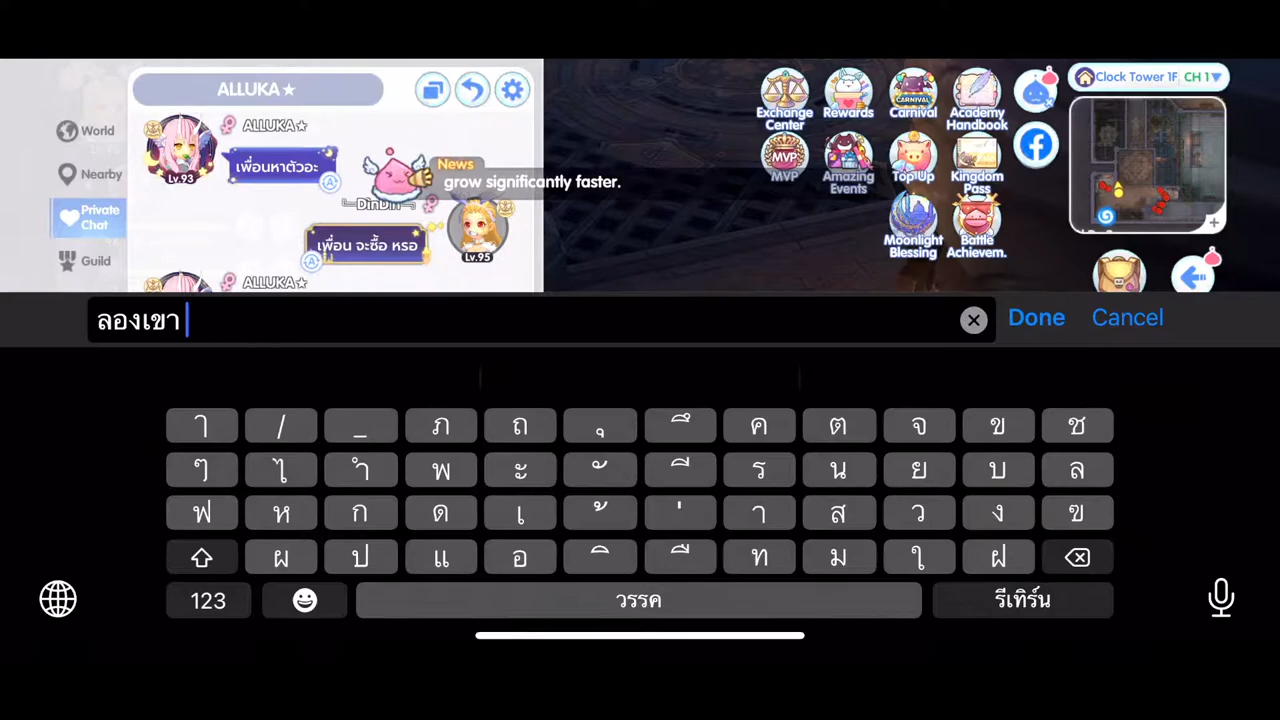 ALLUKA★
World
Nearby
Private Chat
Guild
ALLUKA★
Lv.93
เพื่อนหาตัวอะ
A
News
grow significantly faster.
DinDin
เพื่อน จะซื้อ หรอ
A
Lv.95
ALLUKA★
Exchange Center
Rewards
Carnival
CARNIVAL
Academy Handbook
MVP
MVP
Amazing Events
Top Up
Kingdom Pass
Moonlight Blessing
Battle Achievem.
Clock Tower 1F CH 1
ลองเขา
Done Cancel
ๅ / _ ภ ถ ุ ึ ค ต จ ข ช
ๆ ไ ำ พ ะ ั ี ร น ย บ ล
ฟ ห ก ด เ ้ ่ า ส ว ง ฃ
ผ ป แ อ ิ ื ท ม ใ ฝ
123 วรรค รีเทิร์น